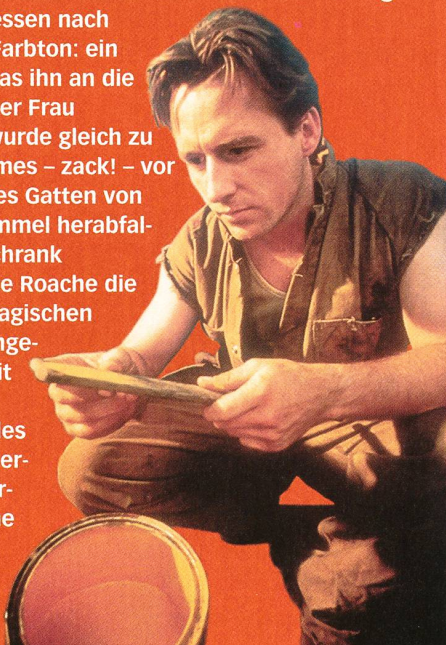 essen nach
Farbton: ein
as ihn an die
er Frau
wurde gleich zu
mes – zack! – vor
es Gatten von
mmel herabfal-
chrank
e Roache die
agischen
nge-
it
les
er-
r-
e